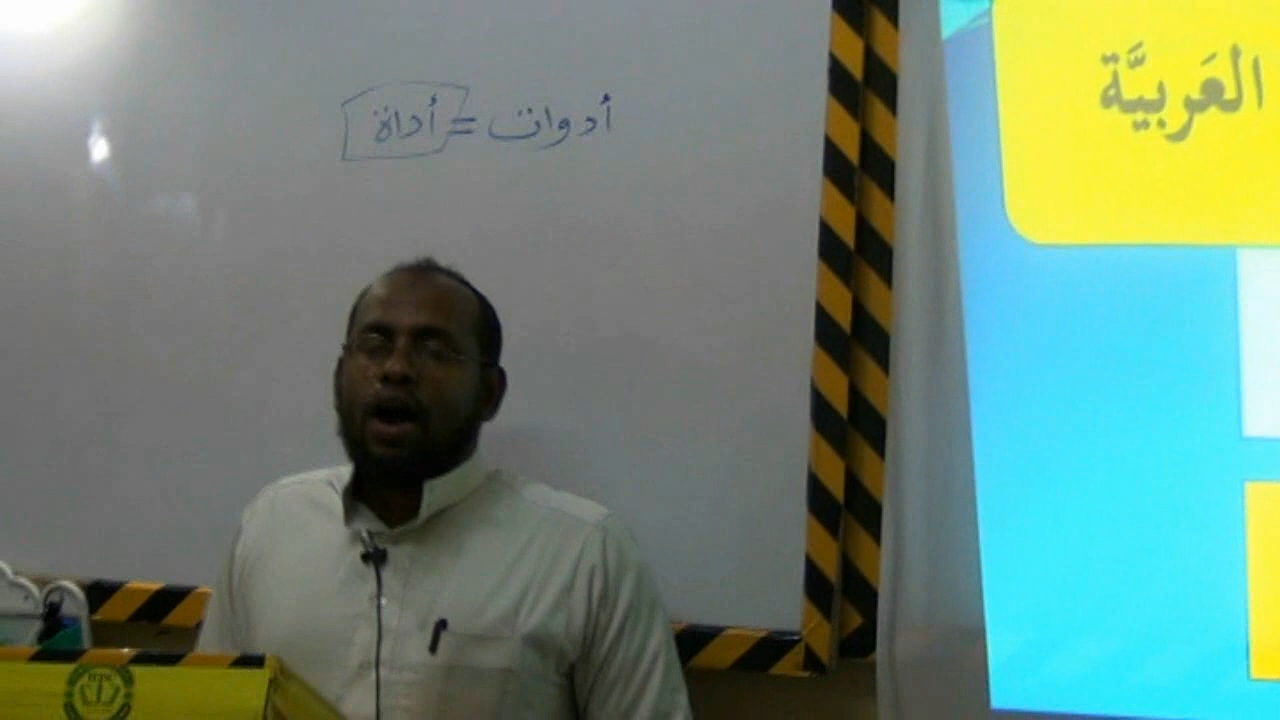 أدوات = أداة
العَربيَّة